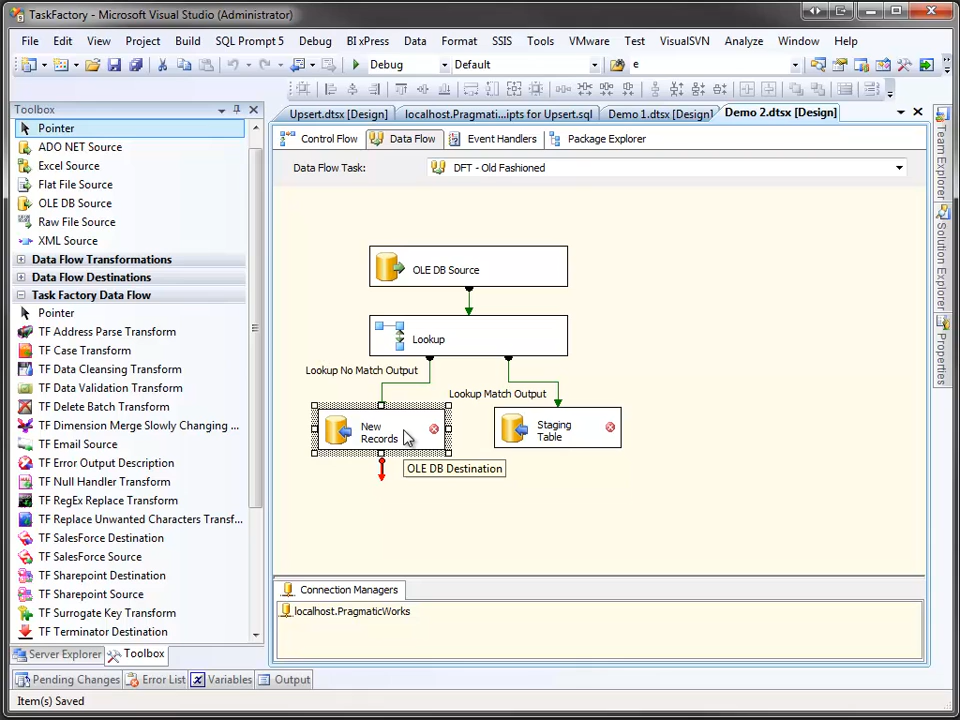 TaskFactory - Microsoft Visual Studio (Administrator)
File Edit View Project Build SQL Prompt 5 Debug BI xPress Data Format SSIS Tools VMware Test VisualSVN Analyze Window Help
Debug Default e
Toolbox
Upsert.dtsx [Design] localhost.Pragmati...ipts for Upsert.sql Demo 1.dtsx [Design] Demo 2.dtsx [Design]
Pointer
ADO NET Source
Excel Source
Flat File Source
OLE DB Source
Raw File Source
XML Source
Data Flow Transformations
Data Flow Destinations
Task Factory Data Flow
Pointer
TF Address Parse Transform
TF Case Transform
TF Data Cleansing Transform
TF Data Validation Transform
TF Delete Batch Transform
TF Dimension Merge Slowly Changing ...
TF Email Source
TF Error Output Description
TF Null Handler Transform
TF RegEx Replace Transform
TF Replace Unwanted Characters Transf...
TF SalesForce Destination
TF SalesForce Source
TF Sharepoint Destination
TF Sharepoint Source
TF Surrogate Key Transform
TF Terminator Destination
Server Explorer Toolbox
Control Flow Data Flow Event Handlers Package Explorer
Data Flow Task: DFT - Old Fashioned
OLE DB Source
Lookup
Lookup No Match Output
Lookup Match Output
New
Records
Staging
Table
OLE DB Destination
Connection Managers
localhost.PragmaticWorks
Team Explorer
Solution Explorer
Properties
Pending Changes Error List Variables Output
Item(s) Saved